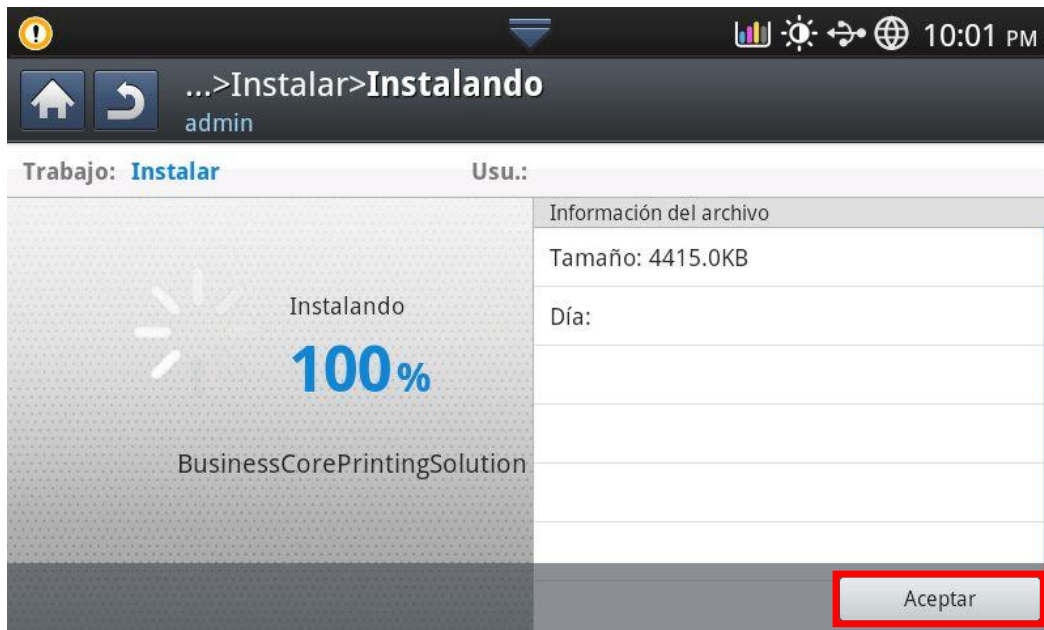 10:01 PM
...>Instalar>Instalando
admin
Trabajo: Instalar
Usu.:
Instalando
100%
BusinessCorePrintingSolution
Información del archivo
Tamaño: 4415.0KB
Día:
Aceptar